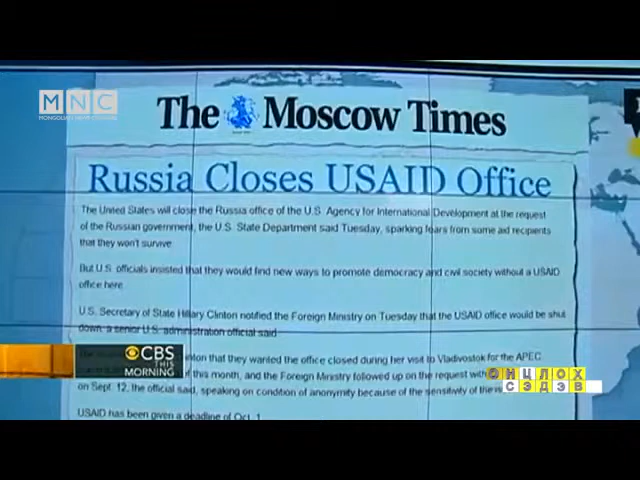 MNC
The Moscow Times
Russia Closes USAID Office
The United States will close the Russia office of the U.S. Agency for International Development at the request
of the Russian government, the U.S. State Department said Tuesday, sparking fears from some aid recipients
that they won't survive.
But U.S. officials insisted that they would find new ways to promote democracy and civil society without a USAID
office here.
U.S. Secretary of State Hillary Clinton notified the Foreign Ministry on Tuesday that the USAID office would be shut
down, a senior U.S. administration official said.
inton that they wanted the office closed during her visit to Vladivostok for the APEC
this month, and the Foreign Ministry followed up on the request with
on Sept. 12, the official said, speaking on condition of anonymity because of the sensitivity of the is
USAID has been given a deadline of Oct. 1
CBS
THIS
MORNING
ОНЦЛОХ
СЭДЭВ